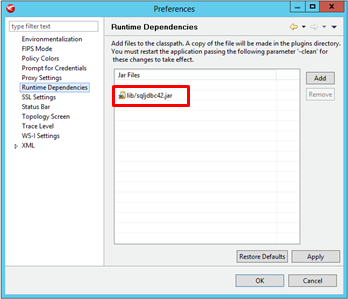 Preferences
type filter text
Environmentalization
FIPS Mode
Policy Colors
Prompt for Credentials
Proxy Settings
Runtime Dependencies
SSL Settings
Status Bar
Topology Screen
Trace Level
WS-I Settings
XML
Runtime Dependencies
Add files to the classpath. A copy of the file will be made in the plugins directory.
You must restart the application passing the following parameter '-clean' for
these changes to take effect.
Jar Files
lib/sqljdbc42.jar
Add
Remove
Restore Defaults
Apply
OK
Cancel